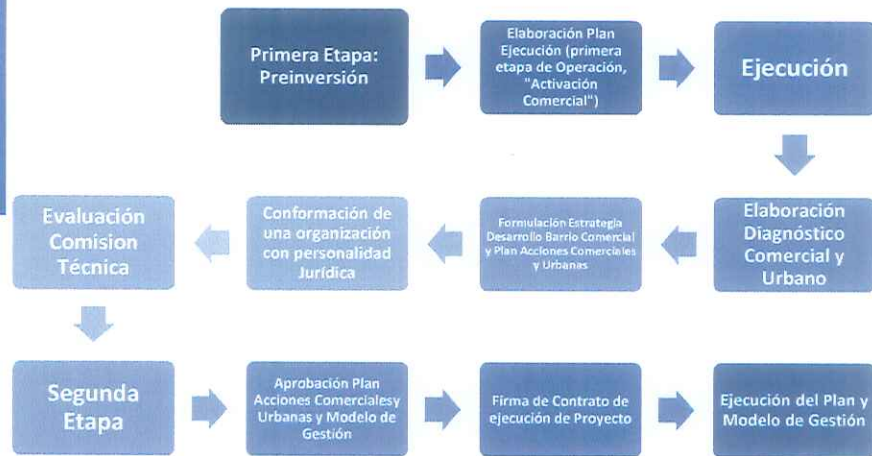 Primera Etapa:
Preinversión
Elaboración Plan
Ejecución (primera
etapa de Operación,
"Activación
Comercial")
Ejecución
Elaboración
Diagnóstico
Comercial y
Urbano
Formulación Estrategia
Desarrollo Barrio Comercial
y Plan Acciones Comerciales
y Urbanas
Conformación de
una organización
con personalidad
Jurídica
Evaluación
Comision
Técnica
Segunda
Etapa
Aprobación Plan
Acciones Comercialesy
Urbanas y Modelo de
Gestión
Firma de Contrato de
ejecución de Proyecto
Ejecución del Plan y
Modelo de Gestión